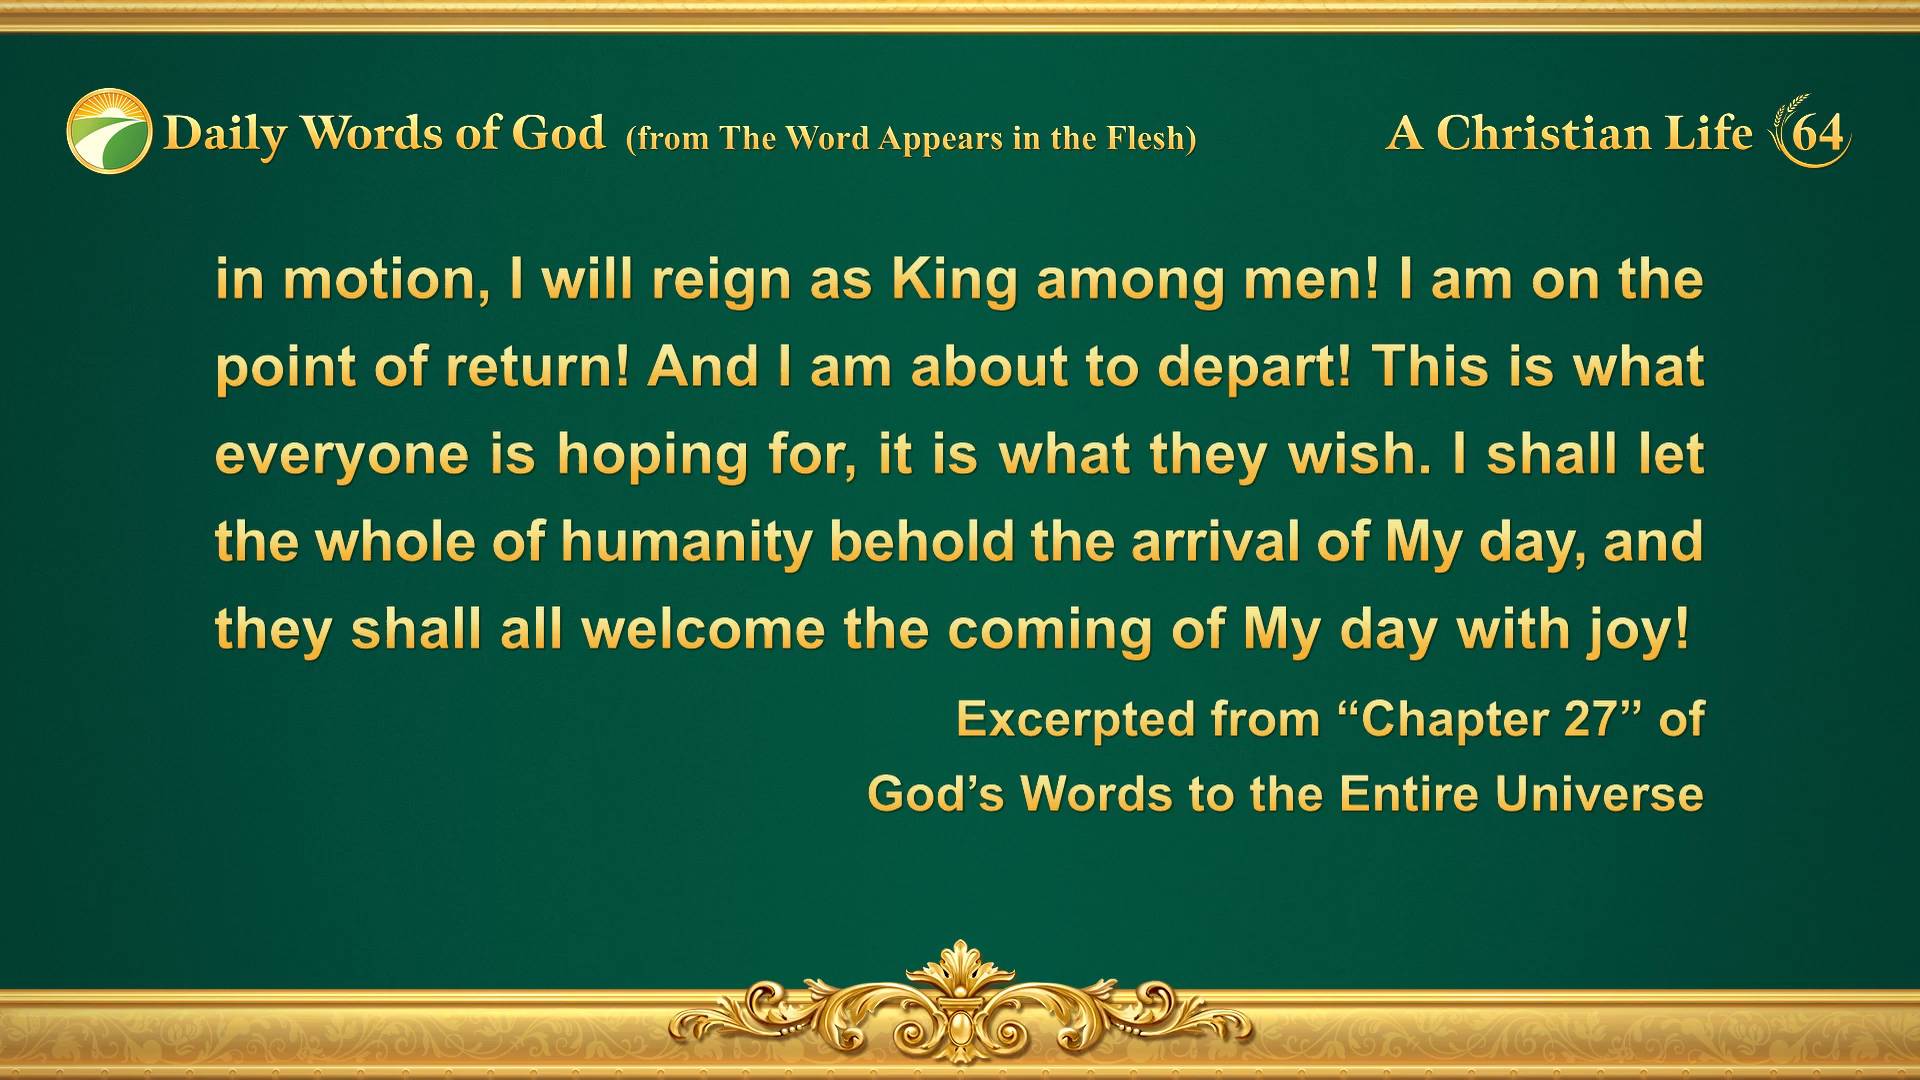 Daily Words of God (from The Word Appears in the Flesh)
A Christian Life 64
in motion, I will reign as King among men! I am on the
point of return! And I am about to depart! This is what
everyone is hoping for, it is what they wish. I shall let
the whole of humanity behold the arrival of My day, and
they shall all welcome the coming of My day with joy!
Excerpted from “Chapter 27” of
God’s Words to the Entire Universe